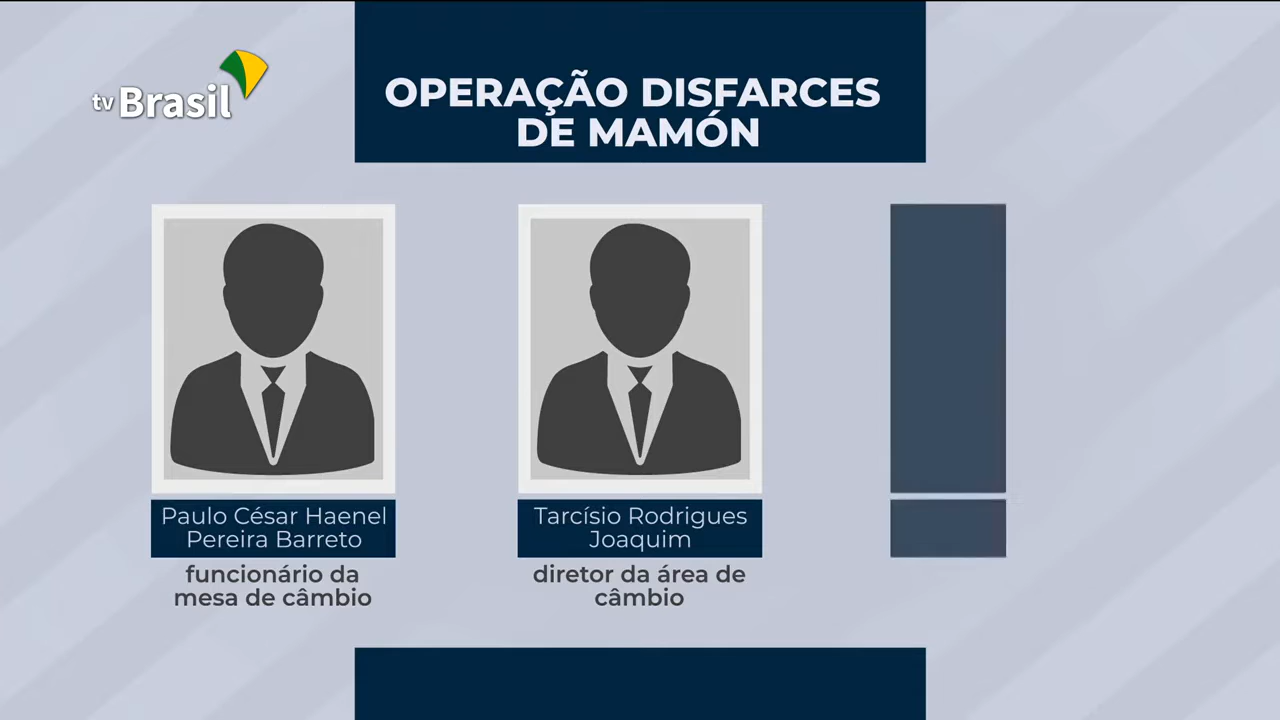 tv Brasil
OPERAÇÃO DISFARCES
DE MAMÓN
Paulo César Haenel
Pereira Barreto
funcionário da
mesa de câmbio
Tarcísio Rodrigues
Joaquim
diretor da área de
câmbio